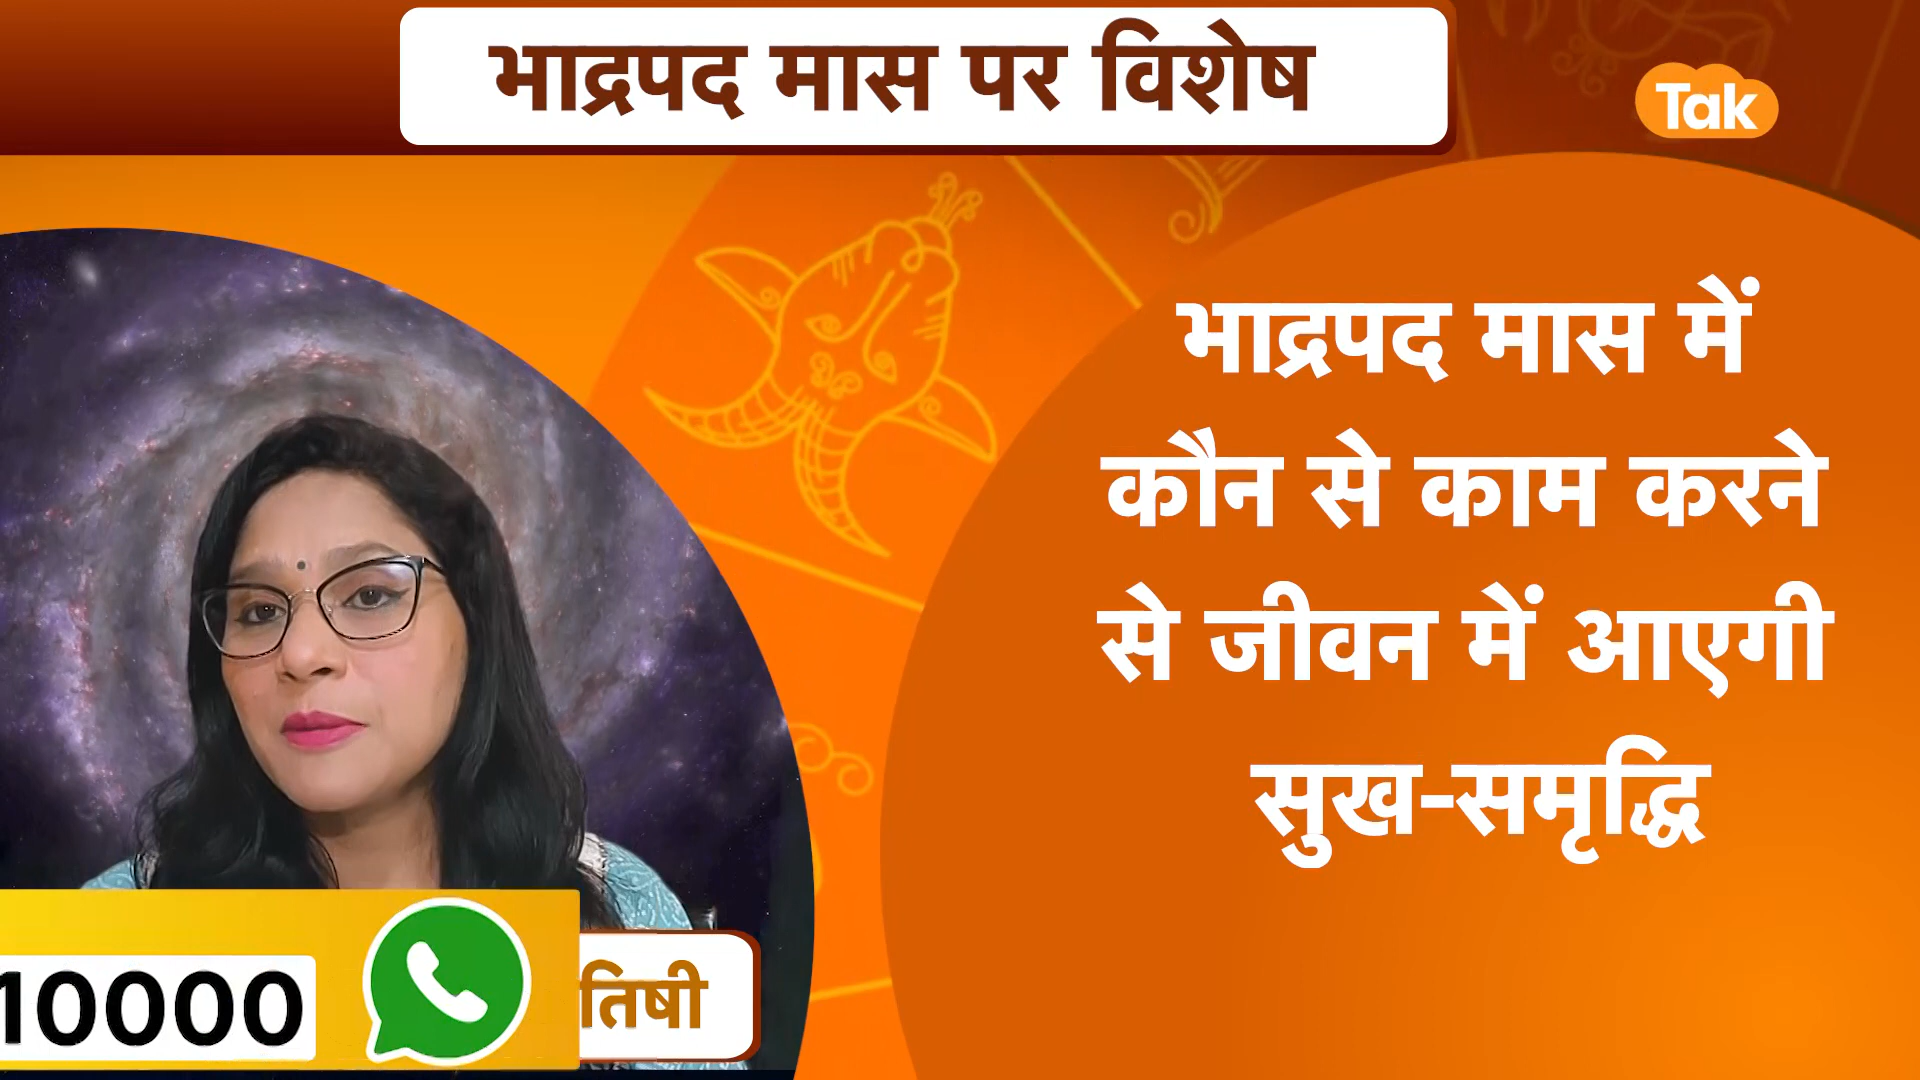 भाद्रपद मास पर विशेष
Tak
भाद्रपद मास में
कौन से काम करने
से जीवन में आएगी
सुख-समृद्धि
10000
तिषी